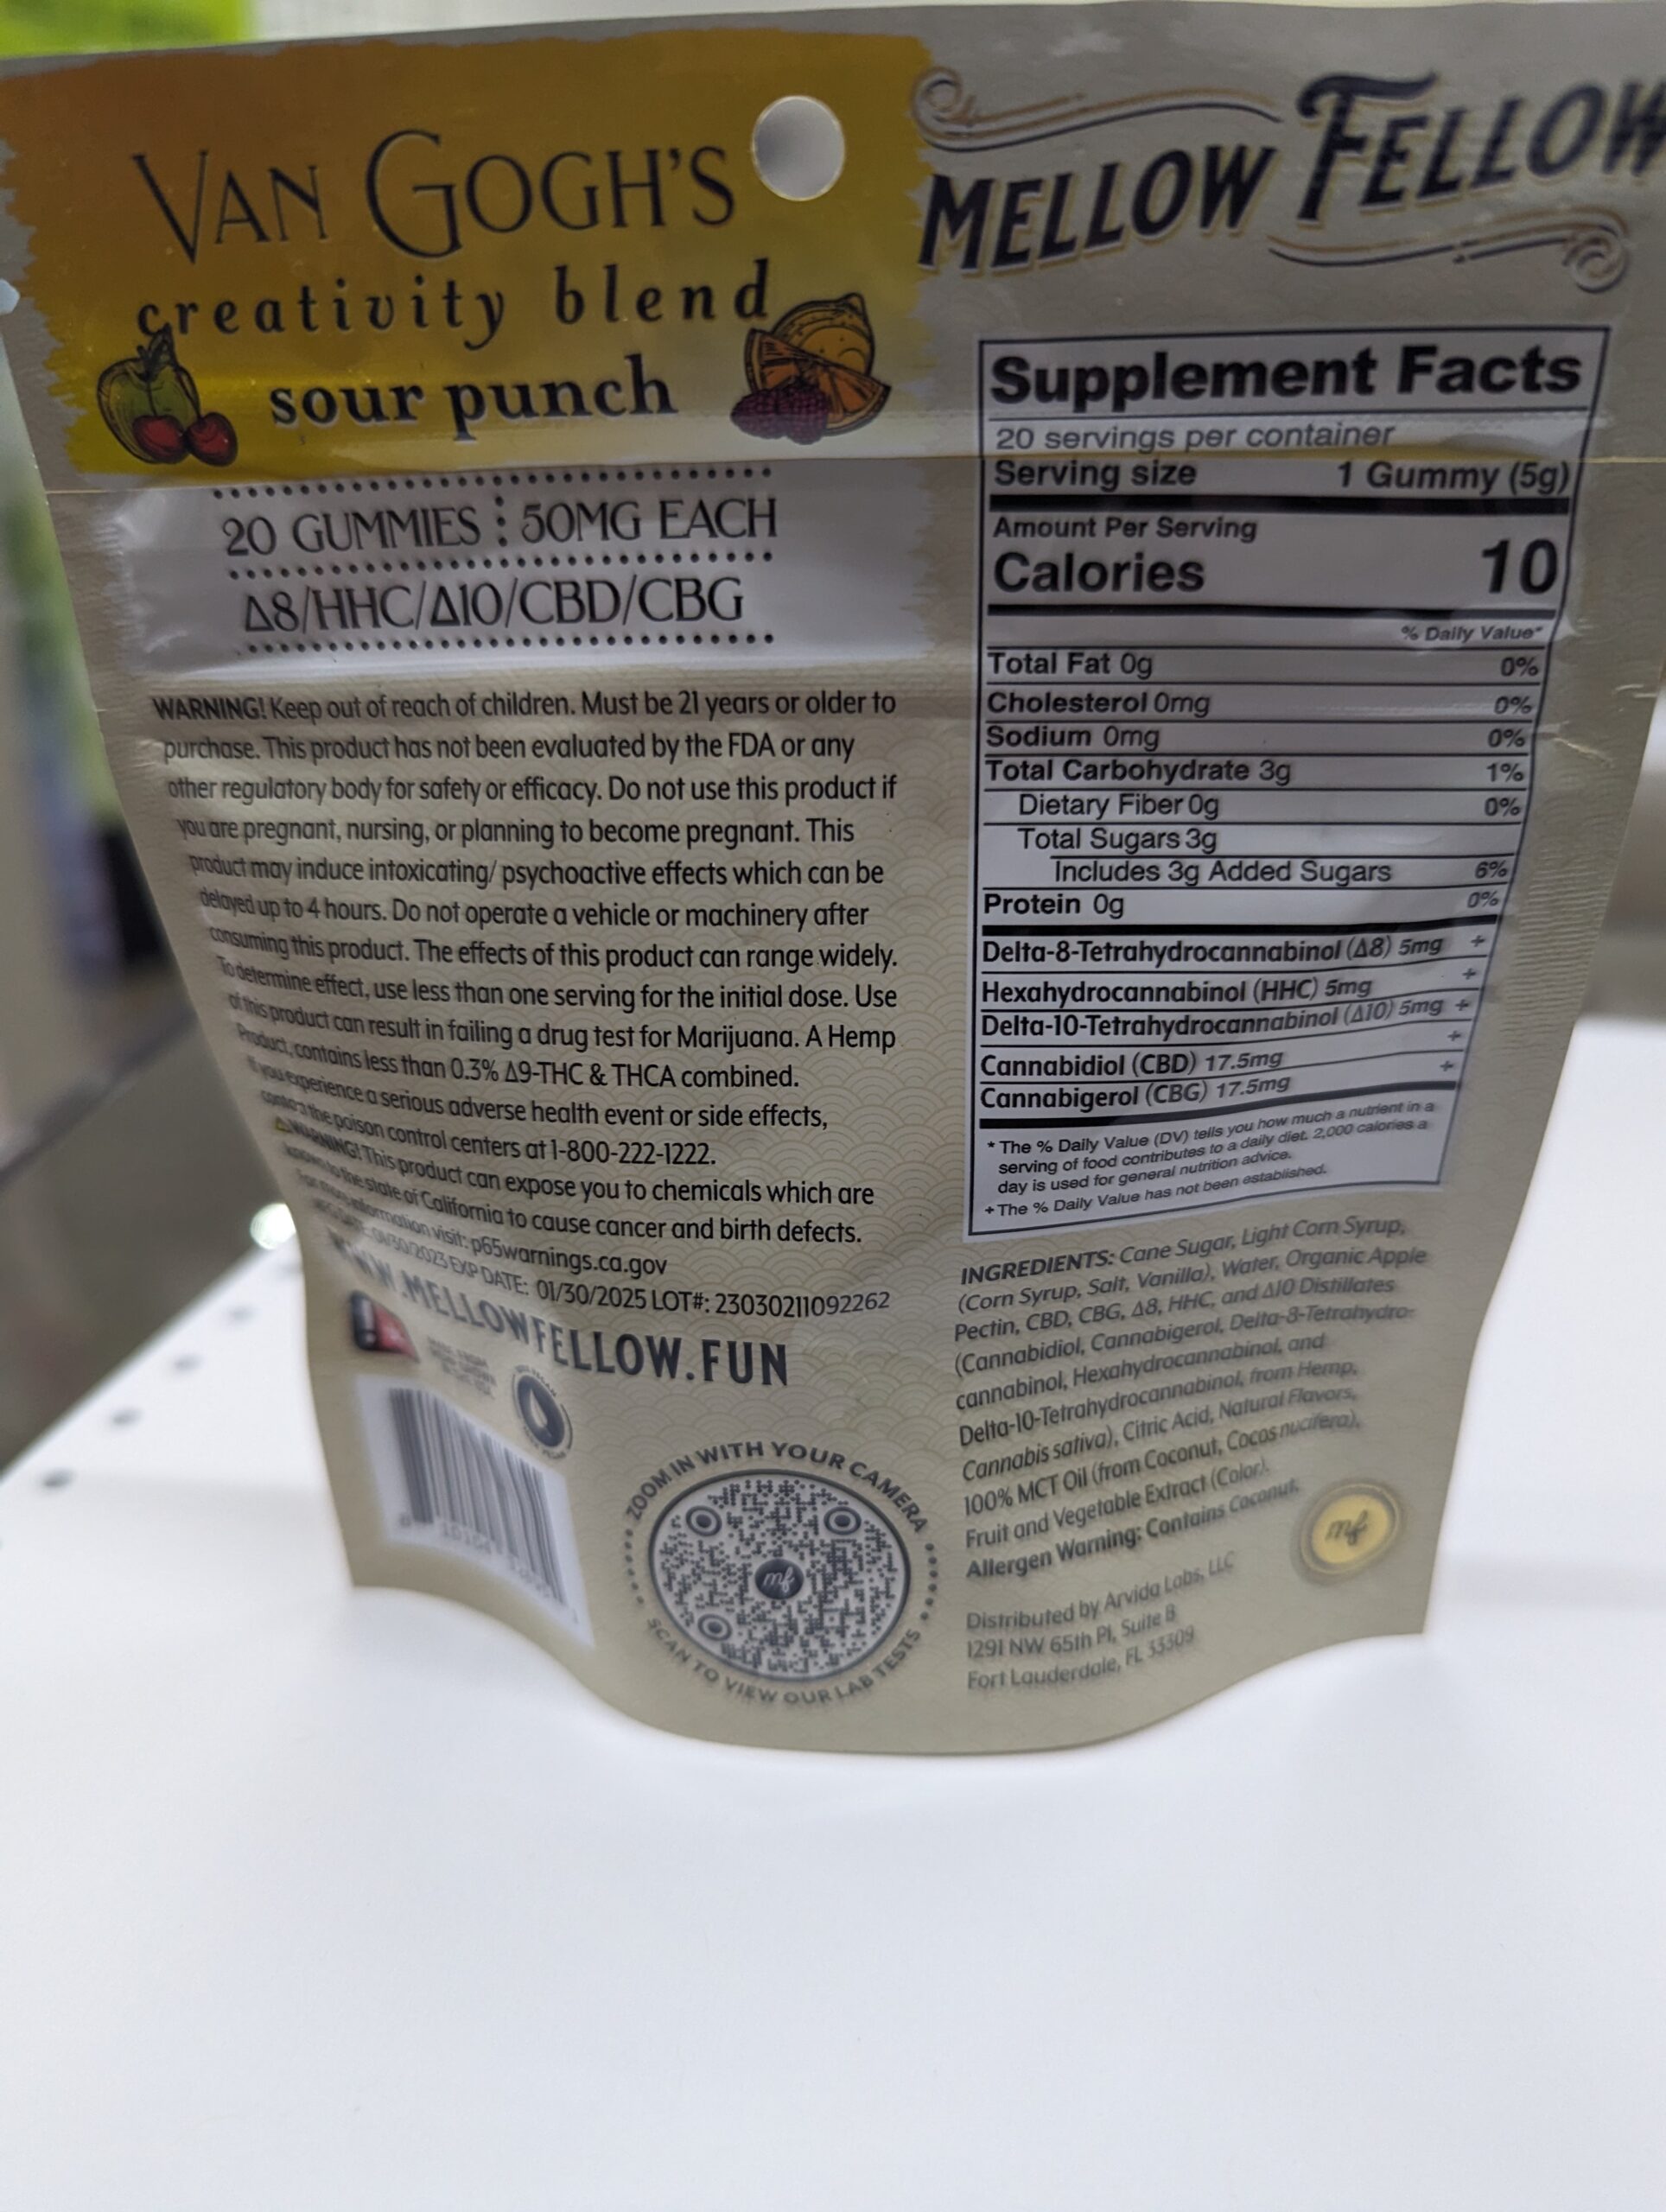 VAN GOGH'S
creativity blend
sour punch
20 GUMMIES 50MG EACH
Δ8/HHC/Δ10/CBD/CBG
WARNING! Keep out of reach of children. Must be 21 years or older to
purchase. This product has not been evaluated by the FDA or any
other regulatory body for safety or efficacy. Do not use this product if
you are pregnant, nursing, or planning to become pregnant. This
product may induce intoxicating/ psychoactive effects which can be
delayed up to 4 hours. Do not operate a vehicle or machinery after
consuming this product. The effects of this product can range widely.
To determine effect, use less than one serving for the initial dose. Use
of this product can result in failing a drug test for Marijuana. A Hemp
Product, contains less than 0.3% Δ9-THC & THCA combined.
If you experience a serious adverse health event or side effects,
contact the poison control centers at 1-800-222-1222.
⚠WARNING! This product can expose you to chemicals which are
known to the state of California to cause cancer and birth defects.
For more information visit: p65warnings.ca.gov
01/30/2023 EXP DATE: 01/30/2025 LOT#: 23030211092262
WWW.MELLOWFELLOW.FUN
ZOOM IN WITH YOUR CAMERA
mf
SCAN TO VIEW OUR LAB TESTS
MELLOW FELLOW
Supplement Facts
20 servings per container
Serving size 1 Gummy (5g)
Amount Per Serving
Calories 10
% Daily Value*
Total Fat 0g 0%
Cholesterol 0mg 0%
Sodium 0mg 0%
Total Carbohydrate 3g 1%
Dietary Fiber 0g 0%
Total Sugars 3g
Includes 3g Added Sugars 6%
Protein 0g 0%
Delta-8-Tetrahydrocannabinol (Δ8) 5mg +
Hexahydrocannabinol (HHC) 5mg +
Delta-10-Tetrahydrocannabinol (Δ10) 5mg +
Cannabidiol (CBD) 17.5mg +
Cannabigerol (CBG) 17.5mg +
* The % Daily Value (DV) tells you how much a nutrient in a
serving of food contributes to a daily diet. 2,000 calories a
day is used for general nutrition advice.
+ The % Daily Value has not been established.
INGREDIENTS: Cane Sugar, Light Corn Syrup,
(Corn Syrup, Salt, Vanilla), Water, Organic Apple
Pectin, CBD, CBG, Δ8, HHC, and Δ10 Distillates
(Cannabidiol, Cannabigerol, Delta-8-Tetrahydro-
cannabinol, Hexahydrocannabinol, and
Delta-10-Tetrahydrocannabinol, from Hemp,
Cannabis sativa), Citric Acid, Natural Flavors,
100% MCT Oil (from Coconut, Cocos nucifera),
Fruit and Vegetable Extract (Color).
Allergen Warning: Contains Coconut.
mf
Distributed by Arvida Labs, LLC
1291 NW 65th Pl, Suite B
Fort Lauderdale, FL 33309